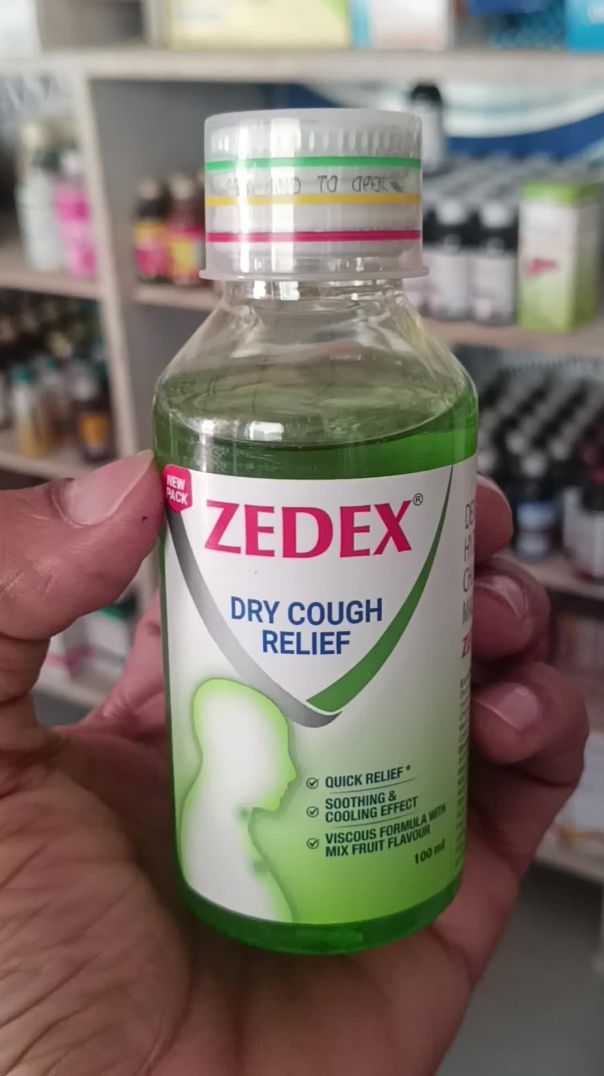 TO OPEN
NEW
PACK
ZEDEX®
DRY COUGH
RELIEF
QUICK RELIEF*
SOOTHING &
COOLING EFFECT
VISCOUS FORMULA WITH
MIX FRUIT FLAVOUR
100 ml